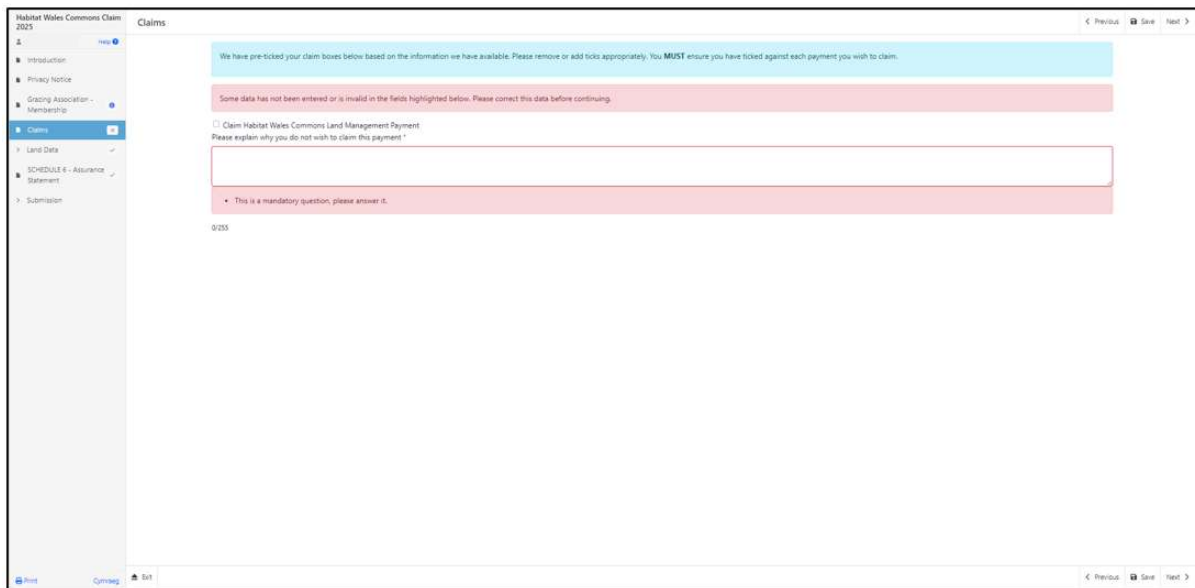 Habitat Wales Commons Claim
2025
Help
Introduction
Privacy Notice
Grazing Association -
Membership
Claims
Land Data
SCHEDULE 6 - Assurance
Statement
Submission
Print
Cymraeg
Claims
Previous
Save
Next
We have pre-ticked your claim boxes below based on the information we have available. Please remove or add ticks appropriately. You MUST ensure you have ticked against each payment you wish to claim.
Some data has not been entered or is invalid in the fields highlighted below. Please correct this data before continuing.
Claim Habitat Wales Commons Land Management Payment
Please explain why you do not wish to claim this payment *
• This is a mandatory question, please answer it.
0/255
Exit
Previous
Save
Next